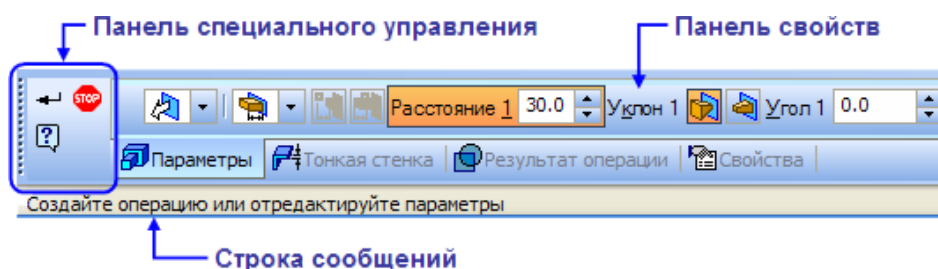 Панель специального управления Панель свойств
STOP Расстояние 1 30.0 Уклон 1 Угол 1 0.0
?
Параметры Тонкая стенка Результат операции Свойства
Создайте операцию или отредактируйте параметры
Строка сообщений